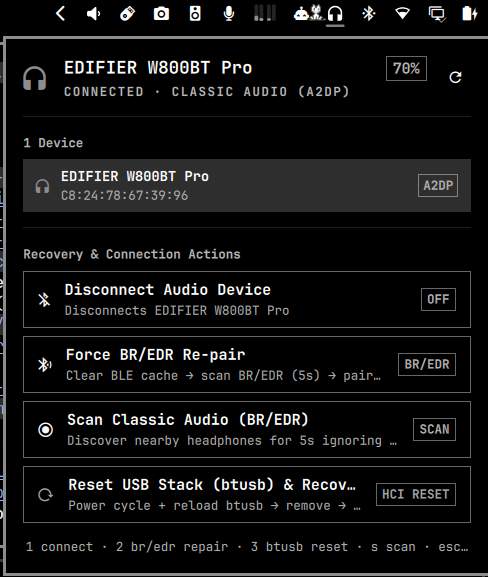 EDIFIER W800BT Pro
70%
CONNECTED · CLASSIC AUDIO (A2DP)
1 Device
EDIFIER W800BT Pro
A2DP
C8:24:78:67:39:96
Recovery & Connection Actions
Disconnect Audio Device
OFF
Disconnects EDIFIER W800BT Pro
Force BR/EDR Re-pair
BR/EDR
Clear BLE cache → scan BR/EDR (5s) → pair…
Scan Classic Audio (BR/EDR)
SCAN
Discover nearby headphones for 5s ignoring …
Reset USB Stack (btusb) & Recov…
HCI RESET
Power cycle + reload btusb → remove → …
1 connect · 2 br/edr repair · 3 btusb reset · s scan · esc…